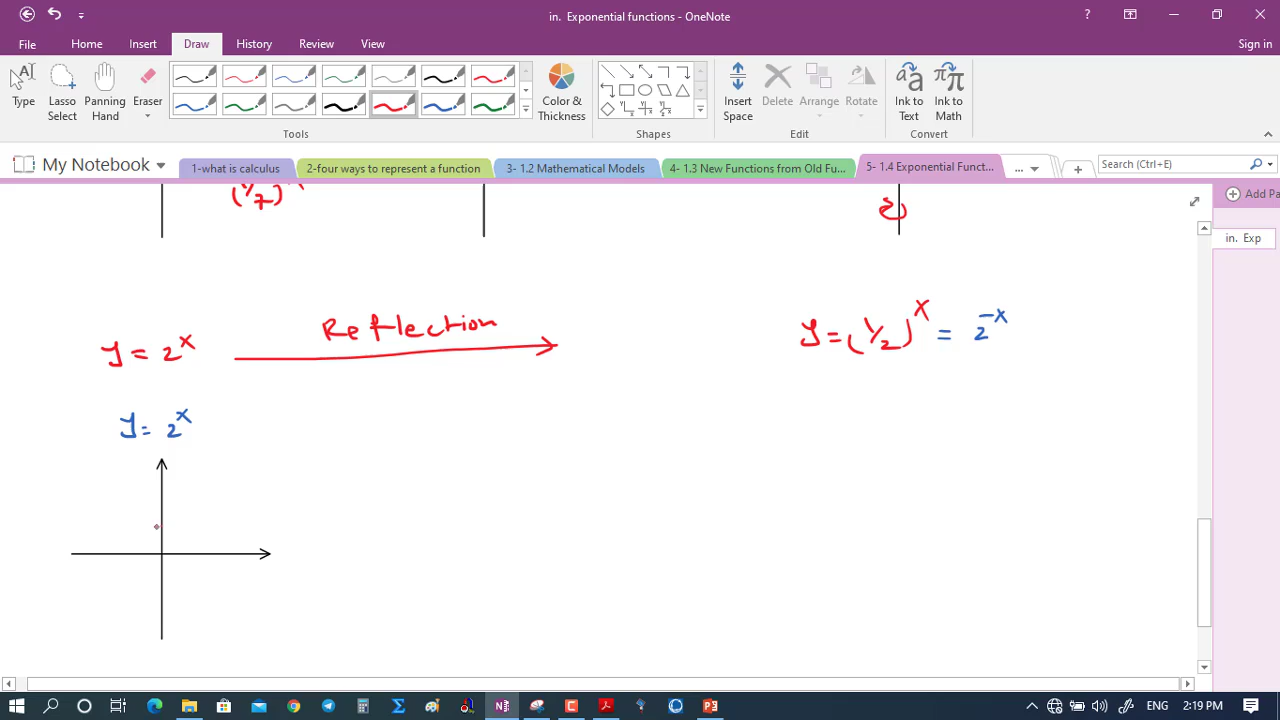 in. Exponential functions - OneNote
File Home Insert Draw History Review View Sign in
Type Lasso Select Panning Hand Eraser Color & Thickness Insert Space Delete Arrange Rotate Ink to Text Ink to Math
Tools Shapes Edit Convert
My Notebook 1-what is calculus 2-four ways to represent a function 3- 1.2 Mathematical Models 4- 1.3 New Functions from Old Fu... 5- 1.4 Exponential Funct... ... Search (Ctrl+E)
Add Pa
in. Exp
(1/7)
y = 2^x Reflection y = (1/2)^x = 2^-x
y = 2^x
ENG 2:19 PM